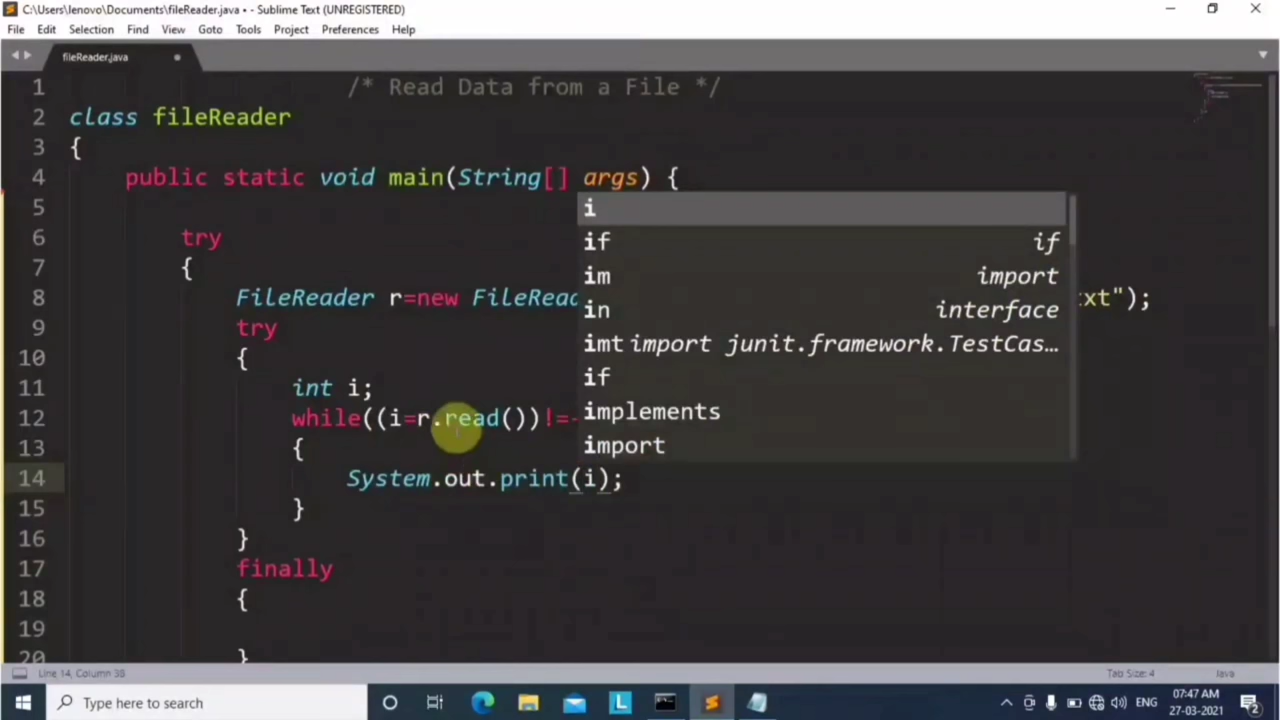 C:\Users\lenovo\Documents\fileReader.java • - Sublime Text (UNREGISTERED)
File Edit Selection Find View Goto Tools Project Preferences Help
fileReader.java
1 /* Read Data from a File */
2 class fileReader
3 {
4 public static void main(String[] args) {
5 i
6 try if if
7 { im import
8 FileReader r=new FileRead in interface xt");
9 try imt import junit.framework.TestCas…
10 { if
11 int i; implements
12 while((i=r.read())!=- import
13 {
14 System.out.print(i);
15 }
16 }
17 finally
18 {
19
20 }
Line 14, Column 38 Tab Size: 4 Java
Type here to search L ENG 07:47 AM
27-03-2021 2